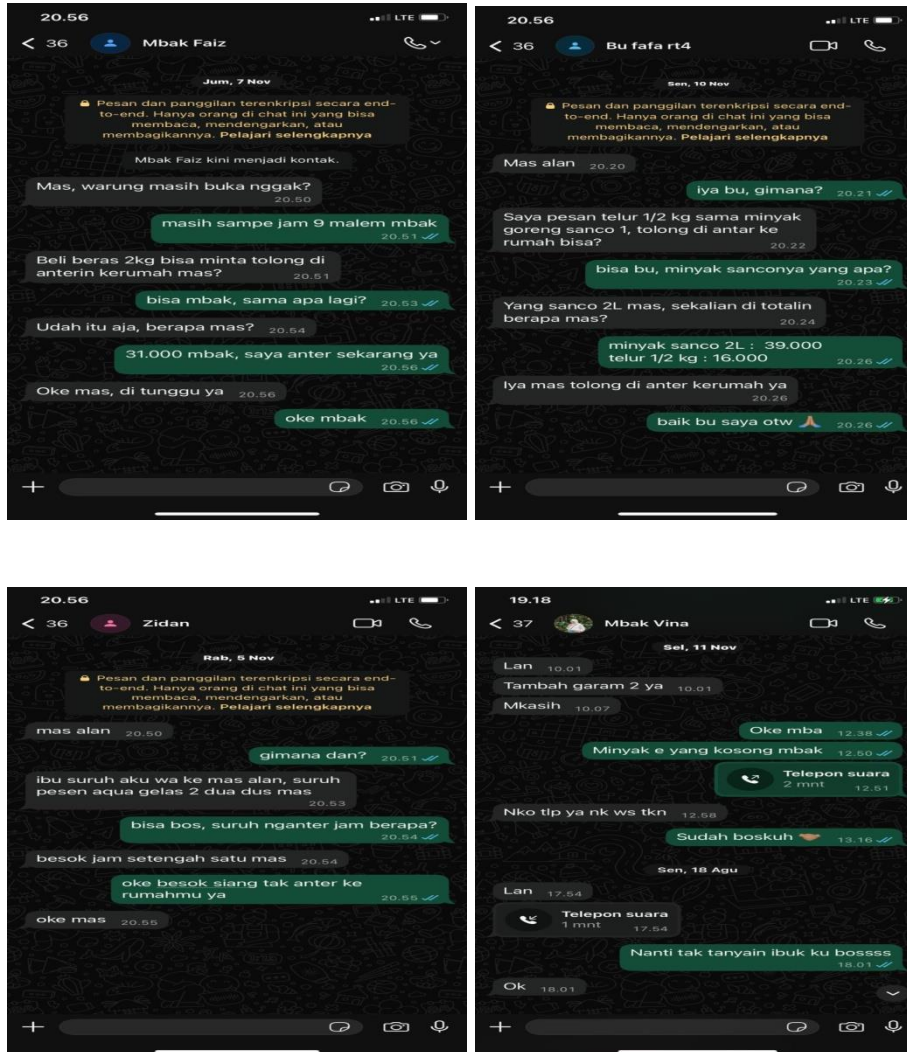 20.56
LTE
36
Mbak Faiz
Jum, 7 Nov
Pesan dan panggilan terenkripsi secara end-
to-end. Hanya orang di chat ini yang bisa
membaca, mendengarkan, atau
membagikannya. Pelajari selengkapnya
Mbak Faiz kini menjadi kontak.
Mas, warung masih buka nggak?
20.50
masih sampe jam 9 malem mbak
20.51
Beli beras 2kg bisa minta tolong di
anterin kerumah mas? 20.51
bisa mbak, sama apa lagi? 20.53
Udah itu aja, berapa mas? 20.54
31.000 mbak, saya anter sekarang ya
20.56
Oke mas, di tunggu ya 20.56
oke mbak 20.56
20.56
LTE
36
Bu fafa rt4
Sen, 10 Nov
Pesan dan panggilan terenkripsi secara end-
to-end. Hanya orang di chat ini yang bisa
membaca, mendengarkan, atau
membagikannya. Pelajari selengkapnya
Mas alan 20.20
iya bu, gimana? 20.21
Saya pesan telur 1/2 kg sama minyak
goreng sanco 1, tolong di antar ke
rumah bisa? 20.22
bisa bu, minyak sanconya yang apa?
20.23
Yang sanco 2L mas, sekalian di totalin
berapa mas? 20.24
minyak sanco 2L : 39.000
telur 1/2 kg : 16.000 20.26
Iya mas tolong di anter kerumah ya
20.26
baik bu saya otw 🙏🏽 20.26
20.56
LTE
36
Zidan
Rab, 5 Nov
Pesan dan panggilan terenkripsi secara end-
to-end. Hanya orang di chat ini yang bisa
membaca, mendengarkan, atau
membagikannya. Pelajari selengkapnya
mas alan 20.50
gimana dan? 20.51
ibu suruh aku wa ke mas alan, suruh
pesen aqua gelas 2 dua dus mas
20.53
bisa bos, suruh nganter jam berapa?
20.54
besok jam setengah satu mas 20.54
oke besok siang tak anter ke
rumahmu ya 20.55
oke mas 20.55
19.18
LTE
37
Mbak Vina
Sel, 11 Nov
Lan 10.01
Tambah garam 2 ya 10.01
Mkasih 10.07
Oke mba 12.38
Minyak e yang kosong mbak 12.50
Telepon suara
2 mnt 12.51
Nko tlp ya nk ws tkn 12.58
Sudah boskuh 🤝🏽 13.16
Sen, 18 Agu
Lan 17.54
Telepon suara
1 mnt 17.54
Nanti tak tanyain ibuk ku bossss
18.01
Ok 18.01